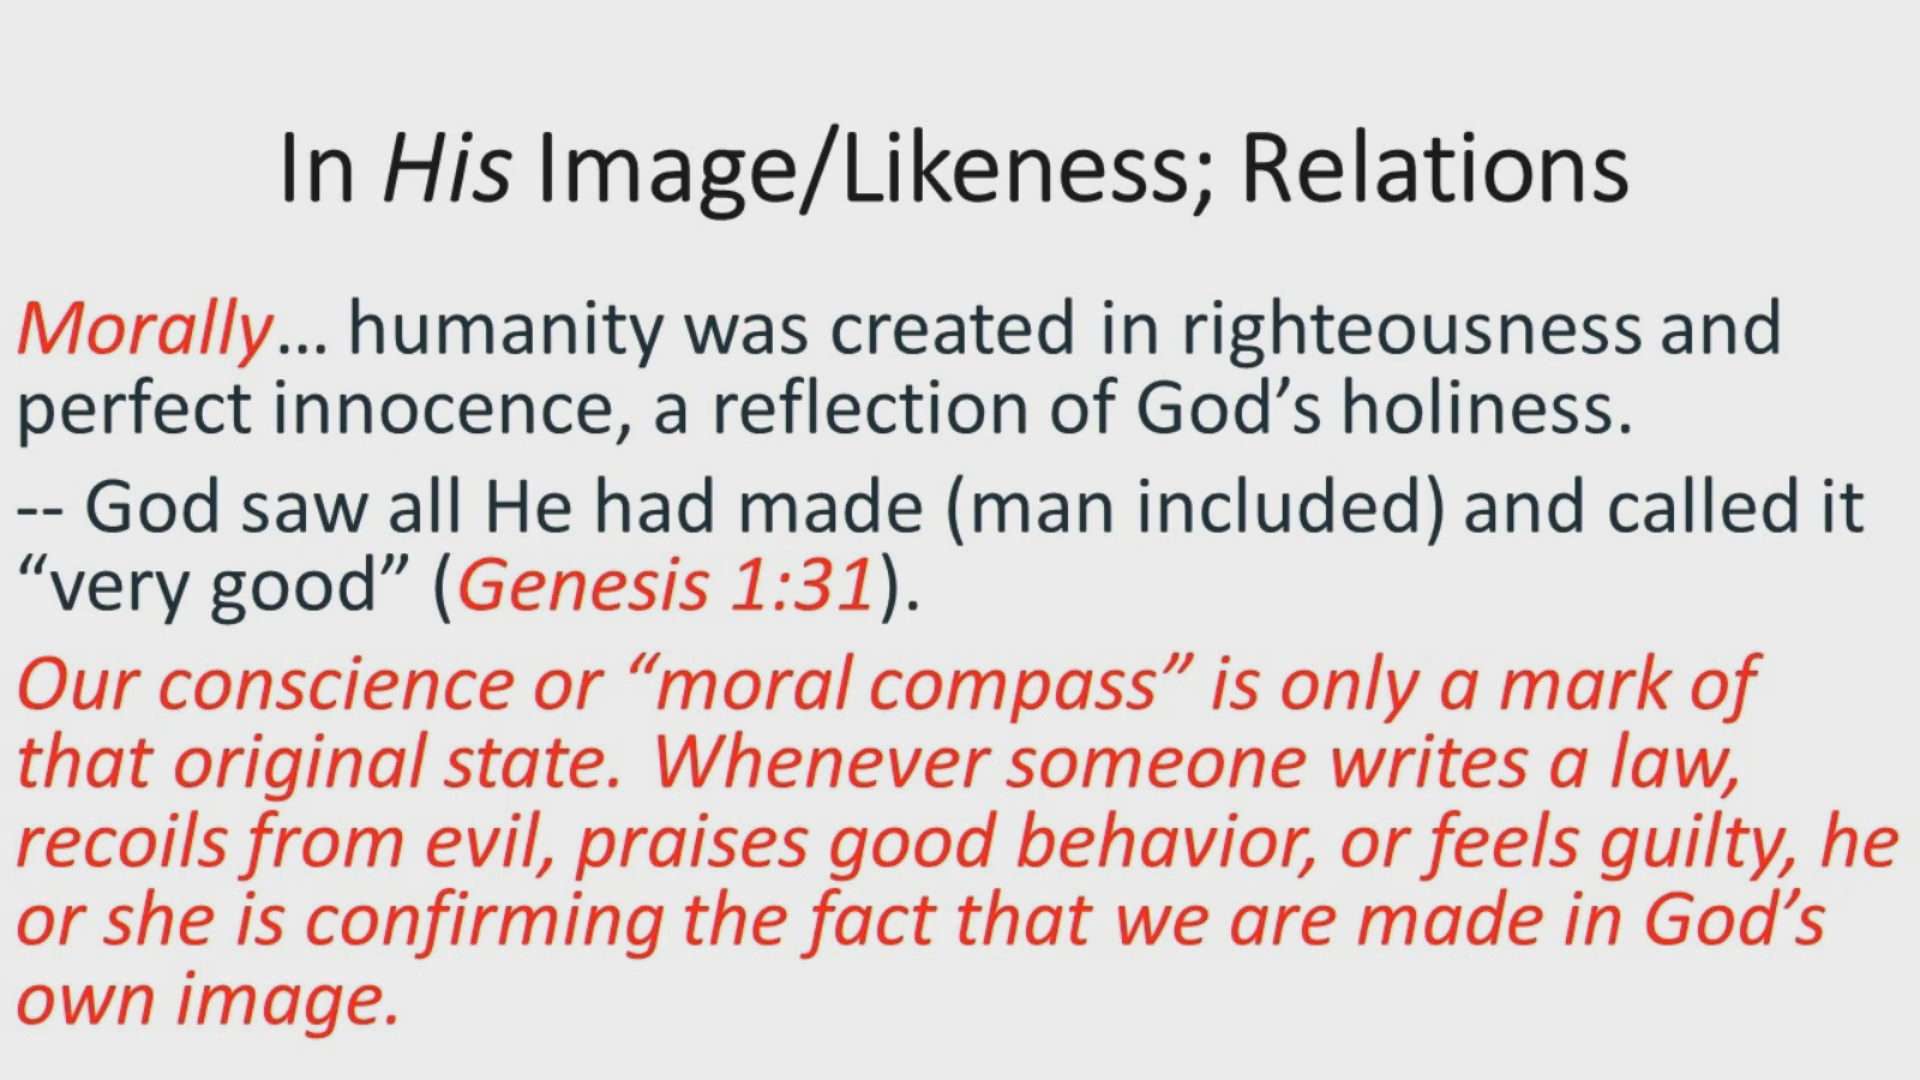 In His Image/Likeness; Relations
Morally... humanity was created in righteousness and
perfect innocence, a reflection of God’s holiness.
-- God saw all He had made (man included) and called it
“very good” (Genesis 1:31).
Our conscience or “moral compass” is only a mark of
that original state. Whenever someone writes a law,
recoils from evil, praises good behavior, or feels guilty, he
or she is confirming the fact that we are made in God’s
own image.